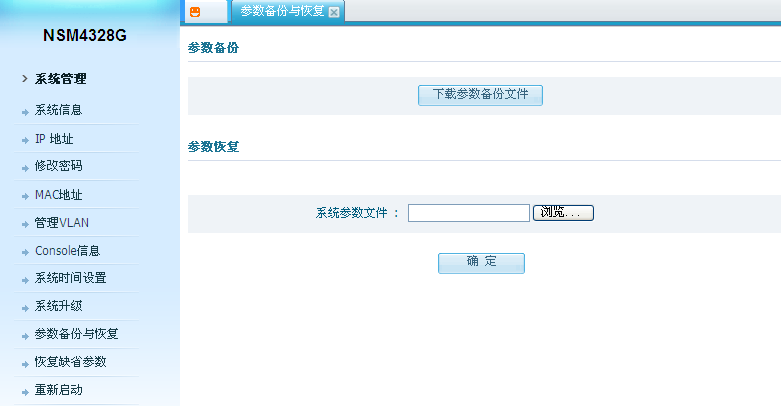 NSM4328G
系统管理
系统信息
IP 地址
修改密码
MAC地址
管理VLAN
Console信息
系统时间设置
系统升级
参数备份与恢复
恢复缺省参数
重新启动
参数备份与恢复
参数备份
下载参数备份文件
参数恢复
系统参数文件 ：
浏览...
确 定